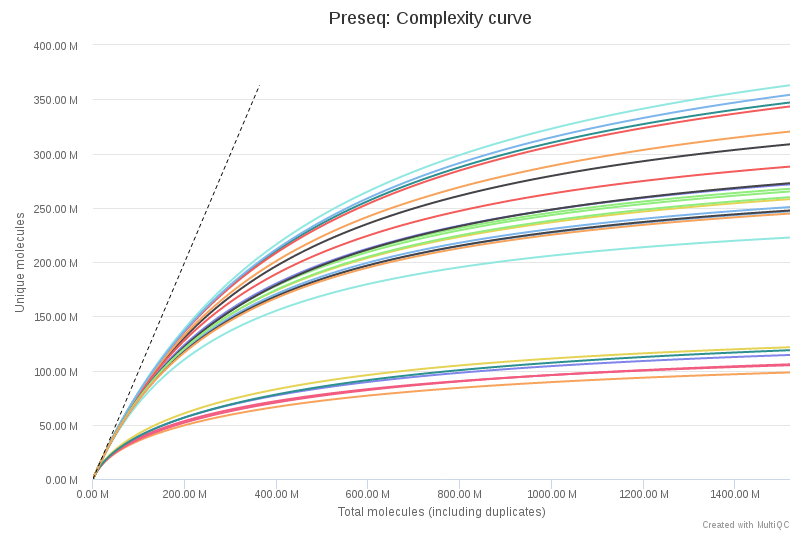 Preseq: Complexity curve
400.00 M
350.00 M
300.00 M
250.00 M
200.00 M
150.00 M
100.00 M
50.00 M
0.00 M
Unique molecules
0.00 M 200.00 M 400.00 M 600.00 M 800.00 M 1000.00 M 1200.00 M 1400.00 M
Total molecules (including duplicates)
Created with MultiQC